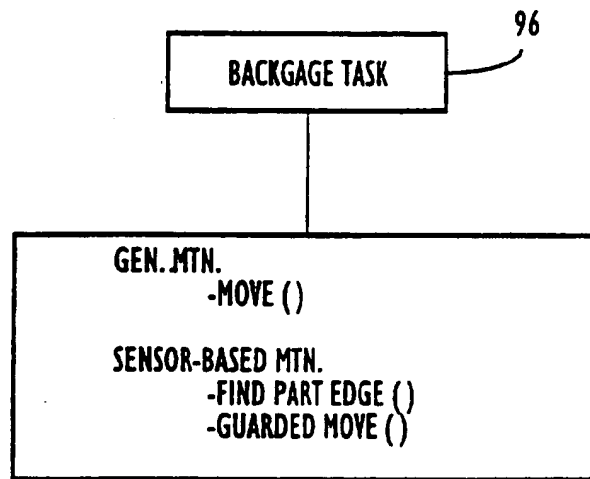 96
BACKGAGE TASK
GEN. MTN.
-MOVE ()
SENSOR-BASED MTN.
-FIND PART EDGE ()
-GUARDED MOVE ()